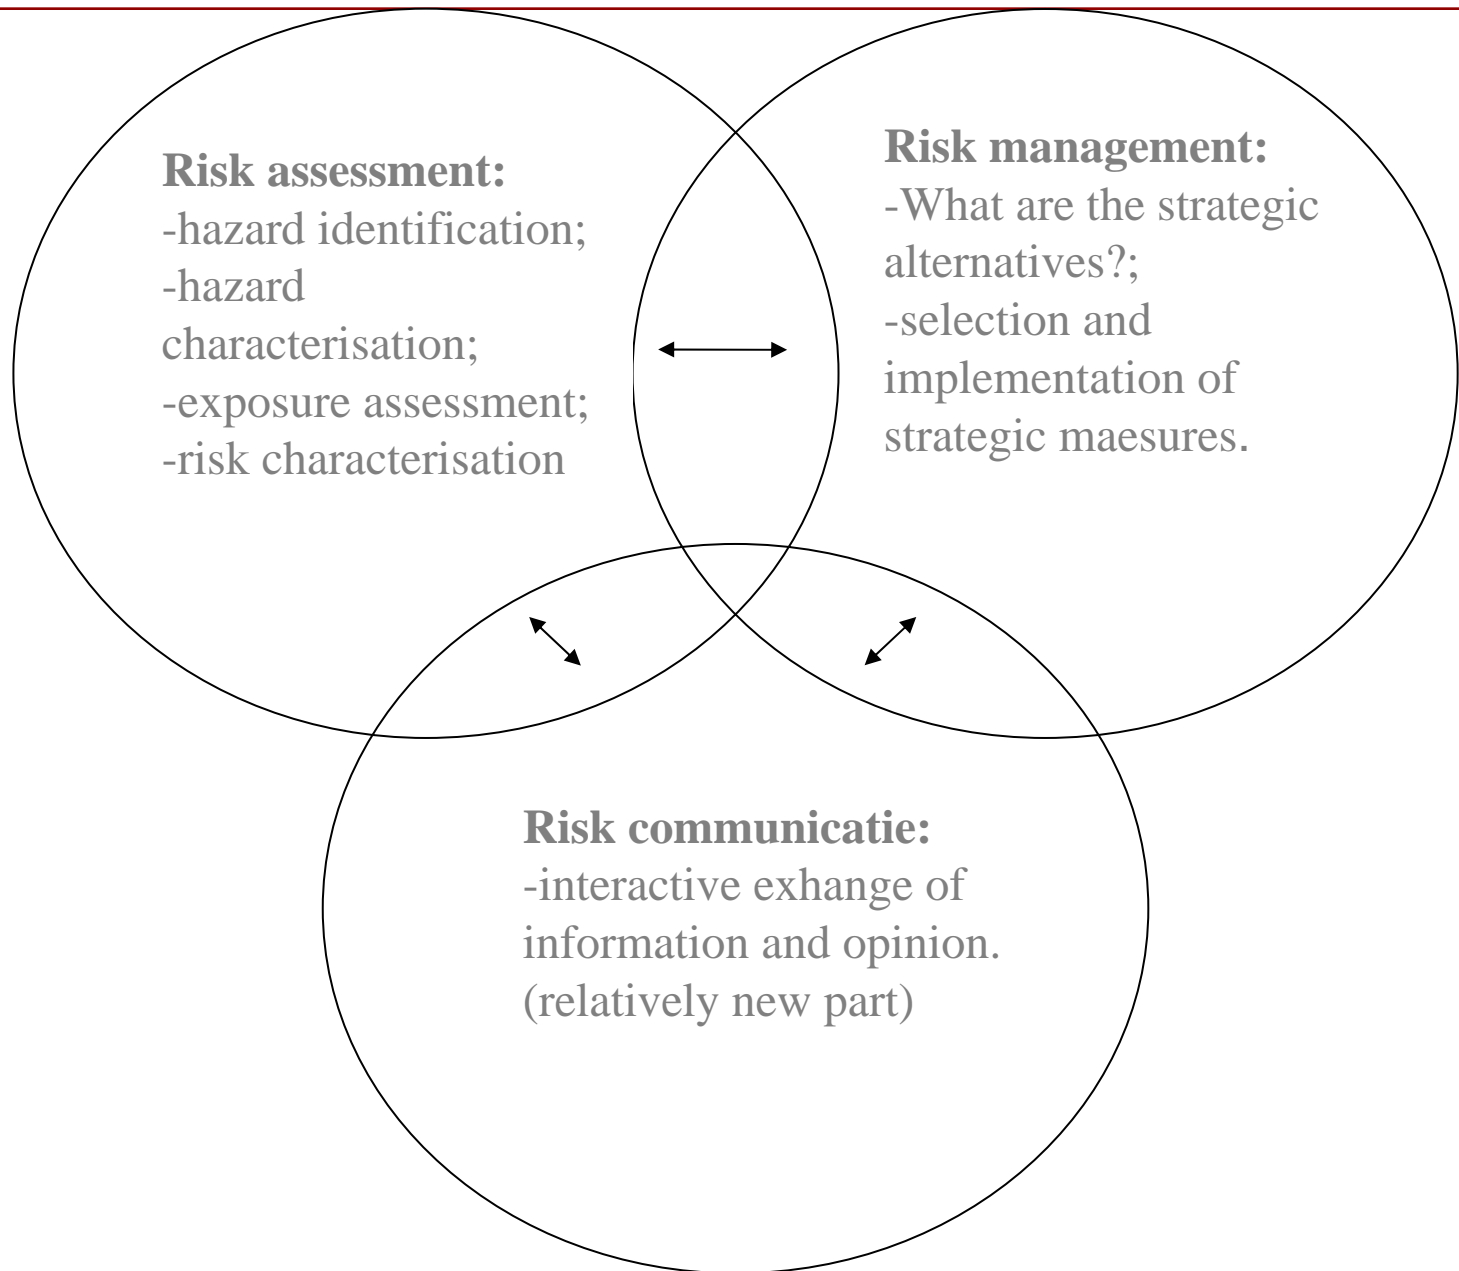 Risk assessment:
-hazard identification;
-hazard
characterisation;
-exposure assessment;
-risk characterisation
Risk management:
-What are the strategic
alternatives?;
-selection and
implementation of
strategic maesures.
Risk communicatie:
-interactive exhange of
information and opinion.
(relatively new part)